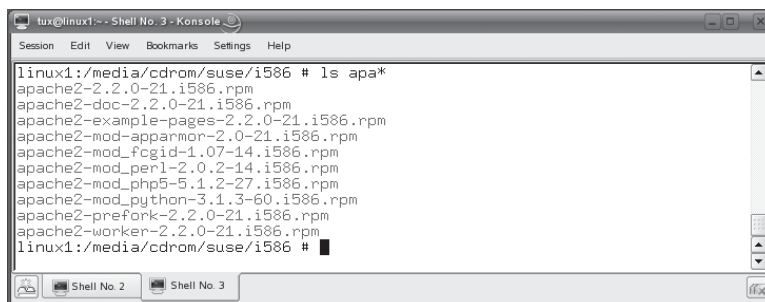 tux@linux1:~ - Shell No. 3 - Konsole
Session Edit View Bookmarks Settings Help
linux1:/media/cdrom/suse/i586 # ls apa*
apache2-2.2.0-21.i586.rpm
apache2-doc-2.2.0-21.i586.rpm
apache2-example-pages-2.2.0-21.i586.rpm
apache2-mod-apparmor-2.0-21.i586.rpm
apache2-mod_fcgid-1.07-14.i586.rpm
apache2-mod_perl-2.0.2-14.i586.rpm
apache2-mod_php5-5.1.2-27.i586.rpm
apache2-mod_python-3.1.3-60.i586.rpm
apache2-prefork-2.2.0-21.i586.rpm
apache2-worker-2.2.0-21.i586.rpm
linux1:/media/cdrom/suse/i586 #
Shell No. 2 Shell No. 3